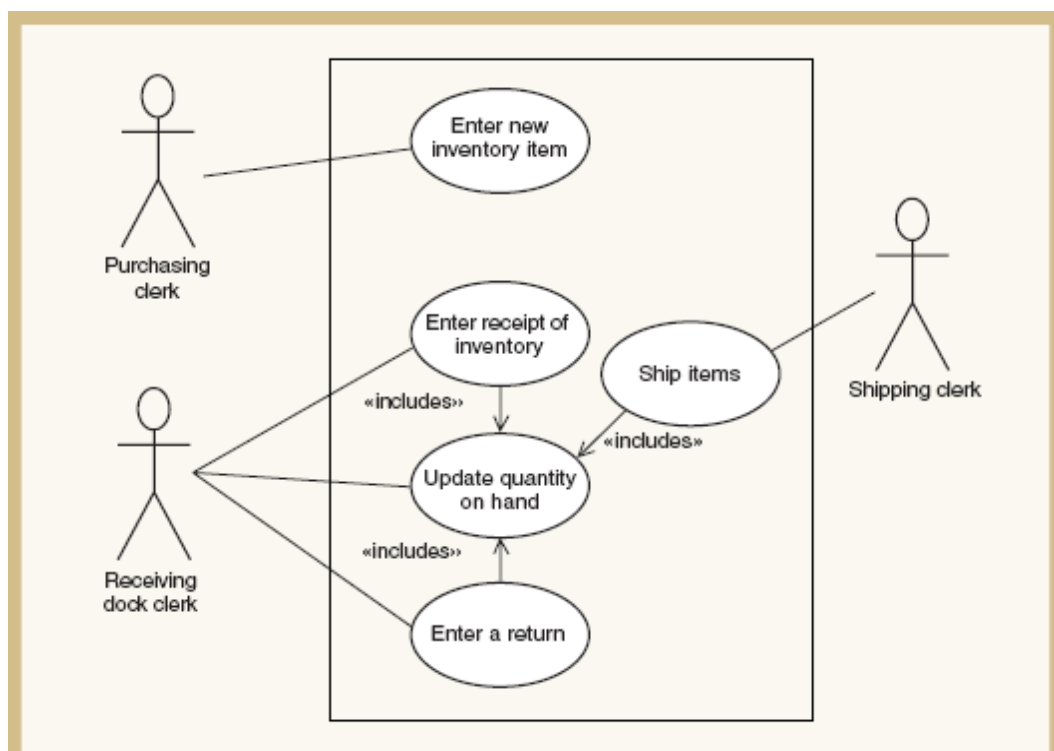 Enter new
inventory item
Purchasing
clerk
Enter receipt of
inventory
Ship items
Shipping clerk
«includes»
«includes»
Update quantity
on hand
«includes»
Receiving
dock clerk
Enter a return